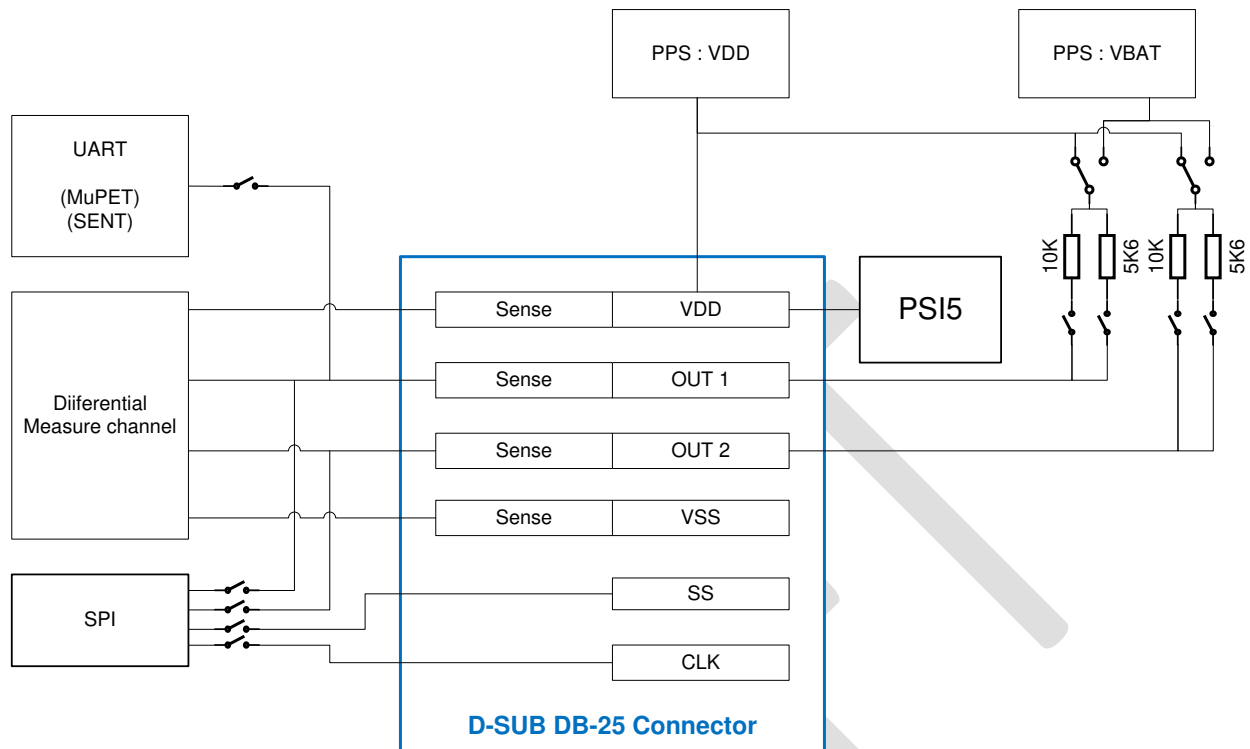 PPS : VDD
PPS : VBAT
UART
(MuPET)
(SENT)
10K
5K6
10K
5K6
Sense
VDD
PSI5
Sense
OUT 1
Diiferential
Measure channel
Sense
OUT 2
Sense
VSS
SPI
SS
CLK
D-SUB DB-25 Connector